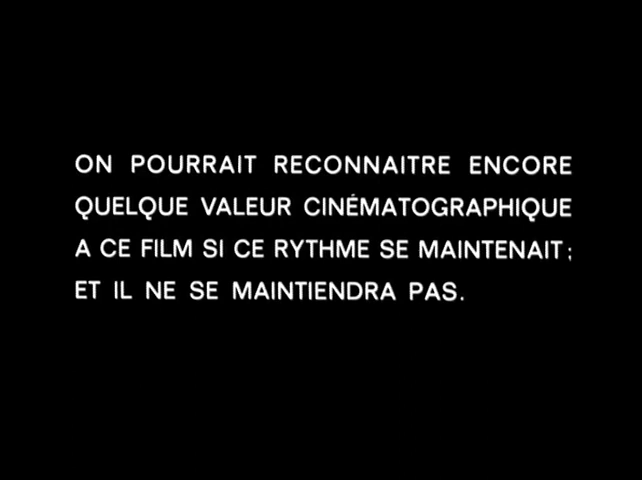 ON POURRAIT RECONNAITRE ENCORE
QUELQUE VALEUR CINÉMATOGRAPHIQUE
A CE FILM SI CE RYTHME SE MAINTENAIT ;
ET IL NE SE MAINTIENDRA PAS.